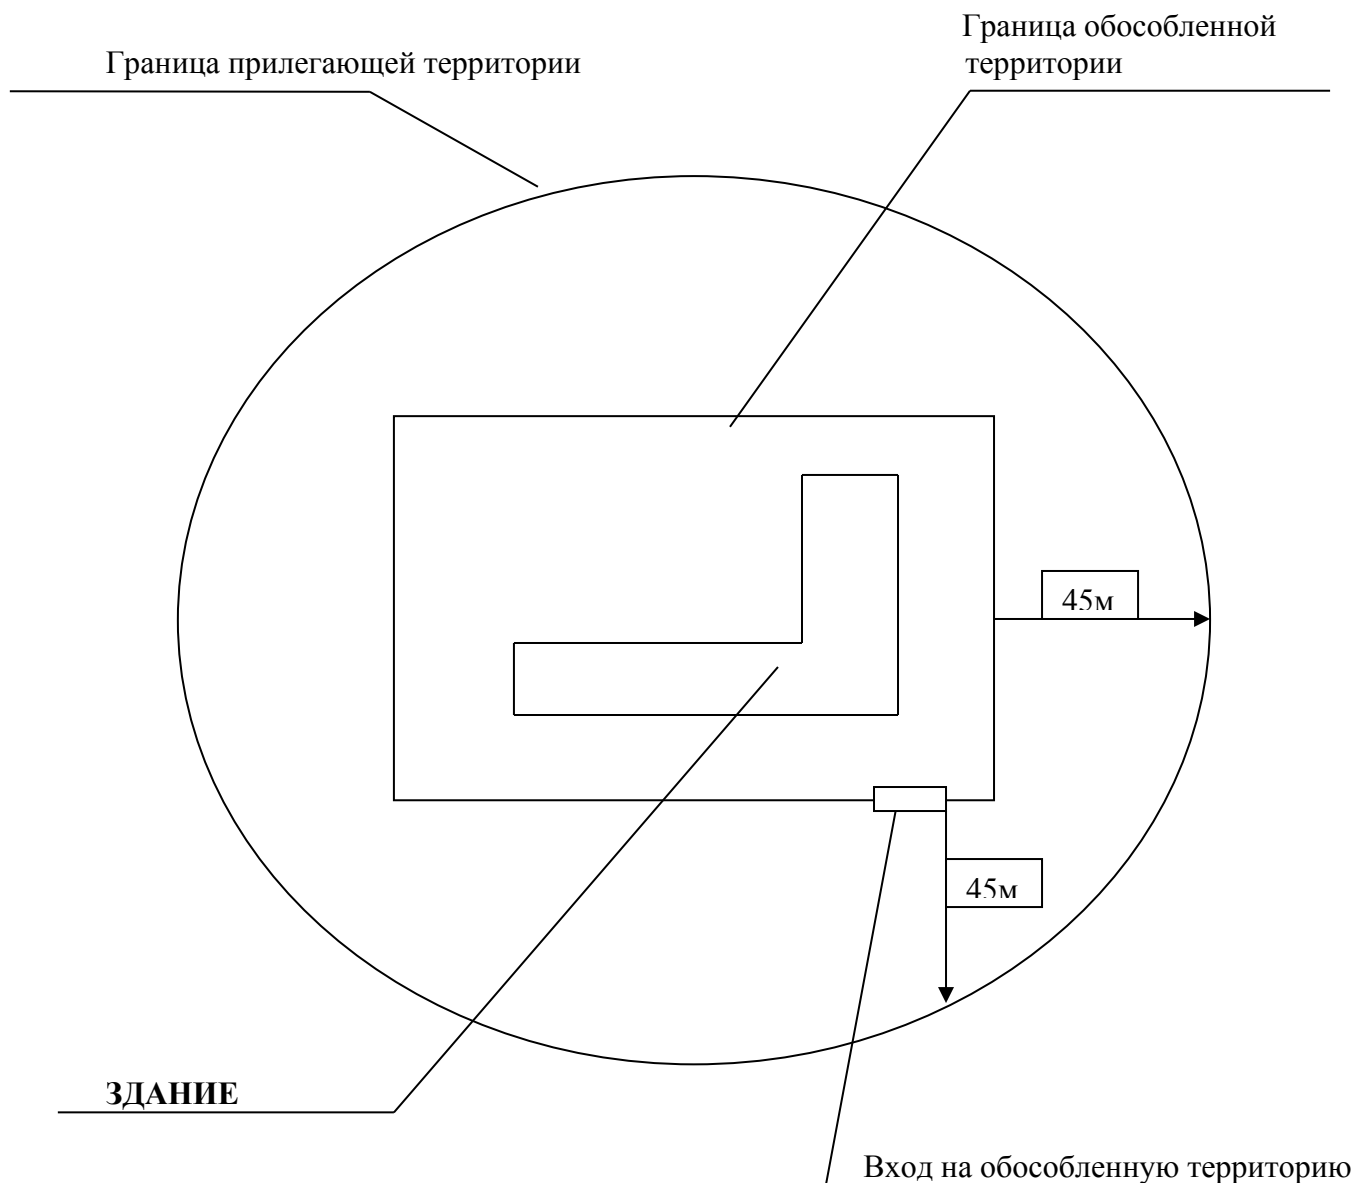 Граница обособленной
территории
Граница прилегающей территории
45м
45м
ЗДАНИЕ
Вход на обособленную территорию